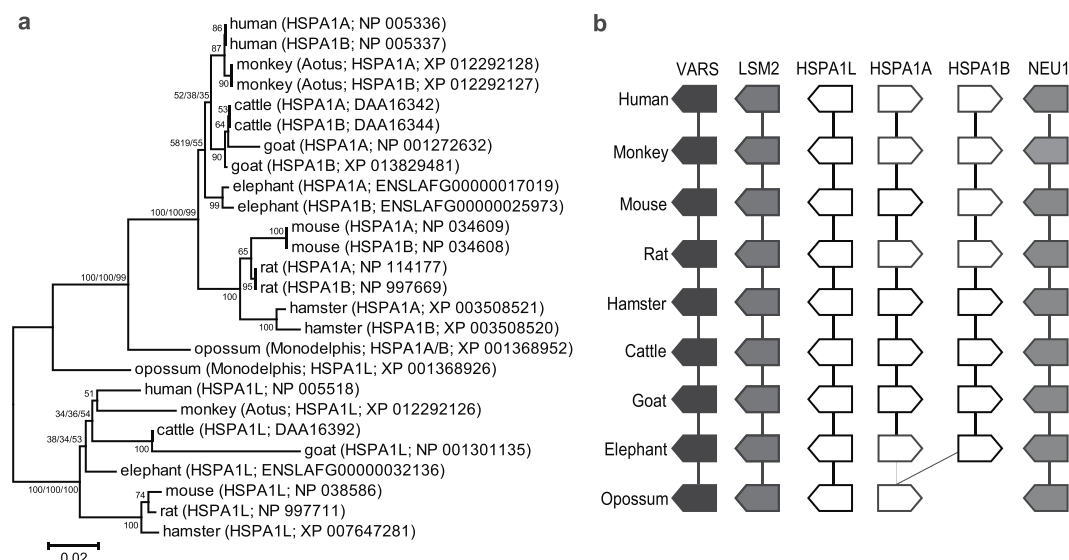 a
86
human (HSPA1A; NP 005336)
human (HSPA1B; NP 005337)
87
monkey (Aotus; HSPA1A; XP 012292128)
90
monkey (Aotus; HSPA1B; XP 012292127)
52/38/35
53
cattle (HSPA1A; DAA16342)
64
cattle (HSPA1B; DAA16344)
5819/55
goat (HSPA1A; NP 001272632)
90
goat (HSPA1B; XP 013829481)
elephant (HSPA1A; ENSLAFG00000017019)
99
elephant (HSPA1B; ENSLAFG00000025973)
100/100/99
100
mouse (HSPA1A; NP 034609)
mouse (HSPA1B; NP 034608)
65
rat (HSPA1A; NP 114177)
95
rat (HSPA1B; NP 997669)
100
hamster (HSPA1A; XP 003508521)
100
hamster (HSPA1B; XP 003508520)
100/100/99
opossum (Monodelphis; HSPA1A/B; XP 001368952)
opossum (Monodelphis; HSPA1L; XP 001368926)
51
human (HSPA1L; NP 005518)
34/36/54
monkey (Aotus; HSPA1L; XP 012292126)
cattle (HSPA1L; DAA16392)
38/34/53
100
goat (HSPA1L; NP 001301135)
elephant (HSPA1L; ENSLAFG00000032136)
100/100/100
74
mouse (HSPA1L; NP 038586)
rat (HSPA1L; NP 997711)
100
hamster (HSPA1L; XP 007647281)
0.02
b
VARS LSM2 HSPA1L HSPA1A HSPA1B NEU1
Human
Monkey
Mouse
Rat
Hamster
Cattle
Goat
Elephant
Opossum